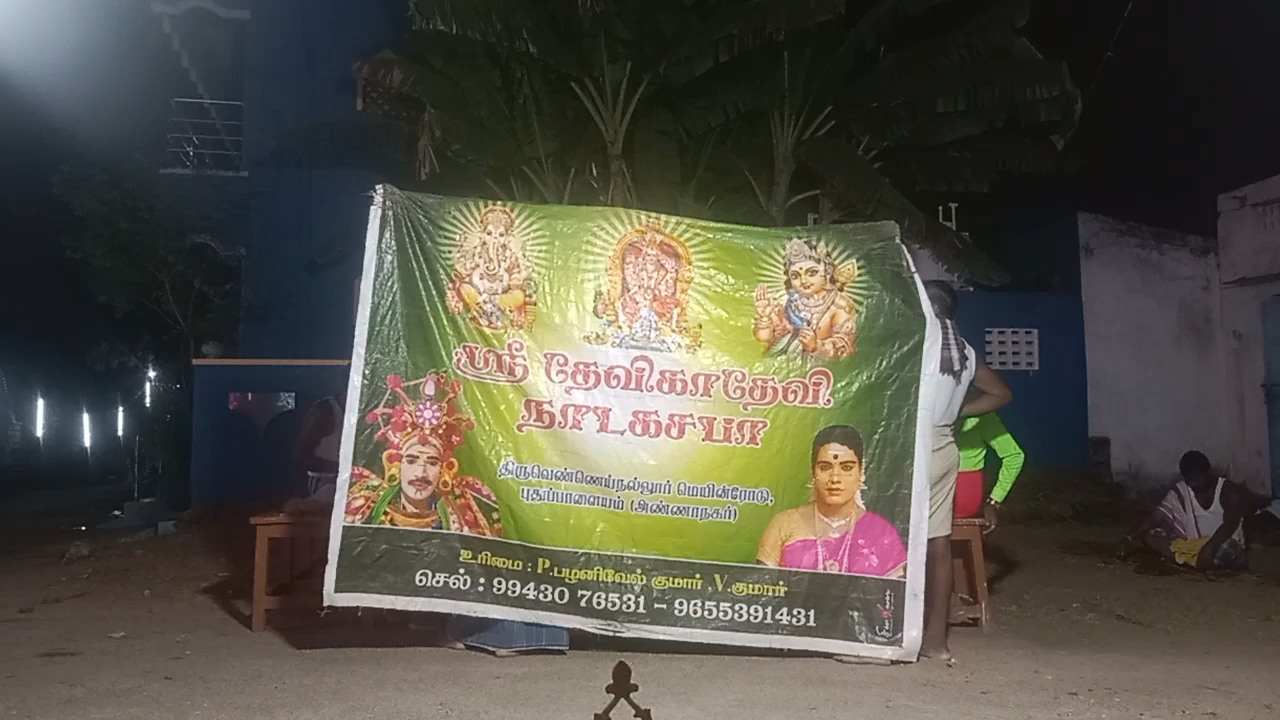 ஸ்ரீ தேவிகாதேவி
நாடகசபா
திருவெண்ணெய்நல்லூர் மெயின்ரோடு,
புதுப்பாளையம் (அண்ணாநகர்)
உரிமை : P.பழனிவேல் குமார் ,V.குமார்
செல் : 99430 76531 - 9655391431